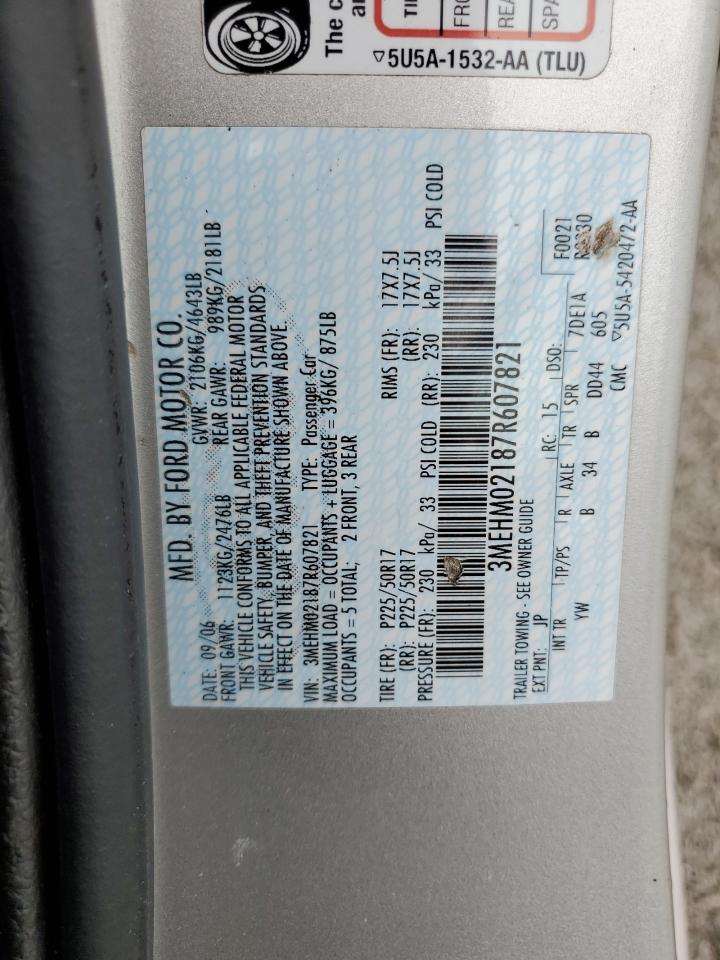 The c
TI
FRO
REA
SPA
▽5U5A-1532-AA (TLU)
MFD. BY FORD MOTOR CO.
DATE: 09/06 GVWR: 2106KG/4643LB
FRONT GAWR: 1123KG/2476LB REAR GAWR: 989KG/2181LB
THIS VEHICLE CONFORMS TO ALL APPLICABLE FEDERAL MOTOR
VEHICLE SAFETY, BUMPER, AND THEFT PREVENTION STANDARDS
IN EFFECT ON THE DATE OF MANUFACTURE SHOWN ABOVE.
VIN: 3MEHM02187R607821 TYPE: Passenger Car
MAXIMUM LOAD = OCCUPANTS + LUGGAGE = 396KG/ 875LB
OCCUPANTS = 5 TOTAL; 2 FRONT, 3 REAR
TIRE (FR): P225/50R17 RIMS (FR): 17X7.5J
(RR): P225/50R17 (RR): 17X7.5J
PRESSURE (FR): 230 kPa/ 33 PSI COLD (RR): 230 kPa/ 33 PSI COLD
3MEHM02187R607821
TRAILER TOWING - SEE OWNER GUIDE
EXT PNT: JP RC: 15 DSO: F0021
INT TR TP/PS R AXLE TR SPR 7DE1A
YW B 34 B DD44 605
CMC ▽5U5A-5420472-AA